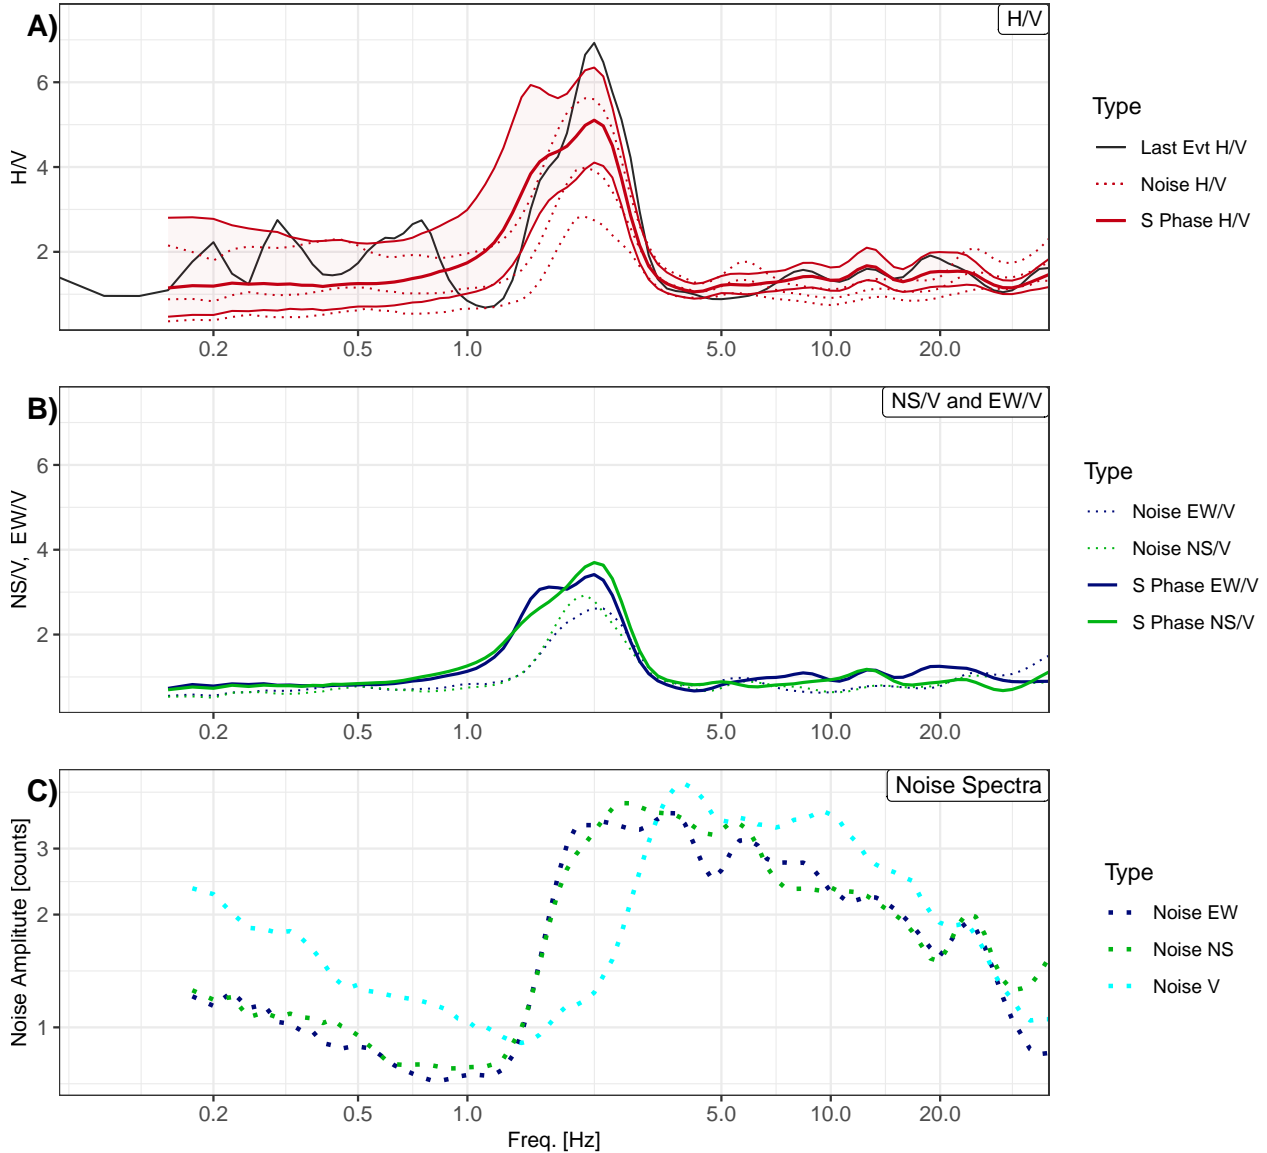 A)
H/V
H/V
6
4
2
0.2 0.5 1.0 5.0 10.0 20.0
Type
Last Evt H/V
Noise H/V
S Phase H/V
B)
NS/V and EW/V
NS/V, EW/V
6
4
2
0.2 0.5 1.0 5.0 10.0 20.0
Type
Noise EW/V
Noise NS/V
S Phase EW/V
S Phase NS/V
C)
Noise Spectra
Noise Amplitute [counts]
3
2
1
0.2 0.5 1.0 5.0 10.0 20.0
Freq. [Hz]
Type
Noise EW
Noise NS
Noise V